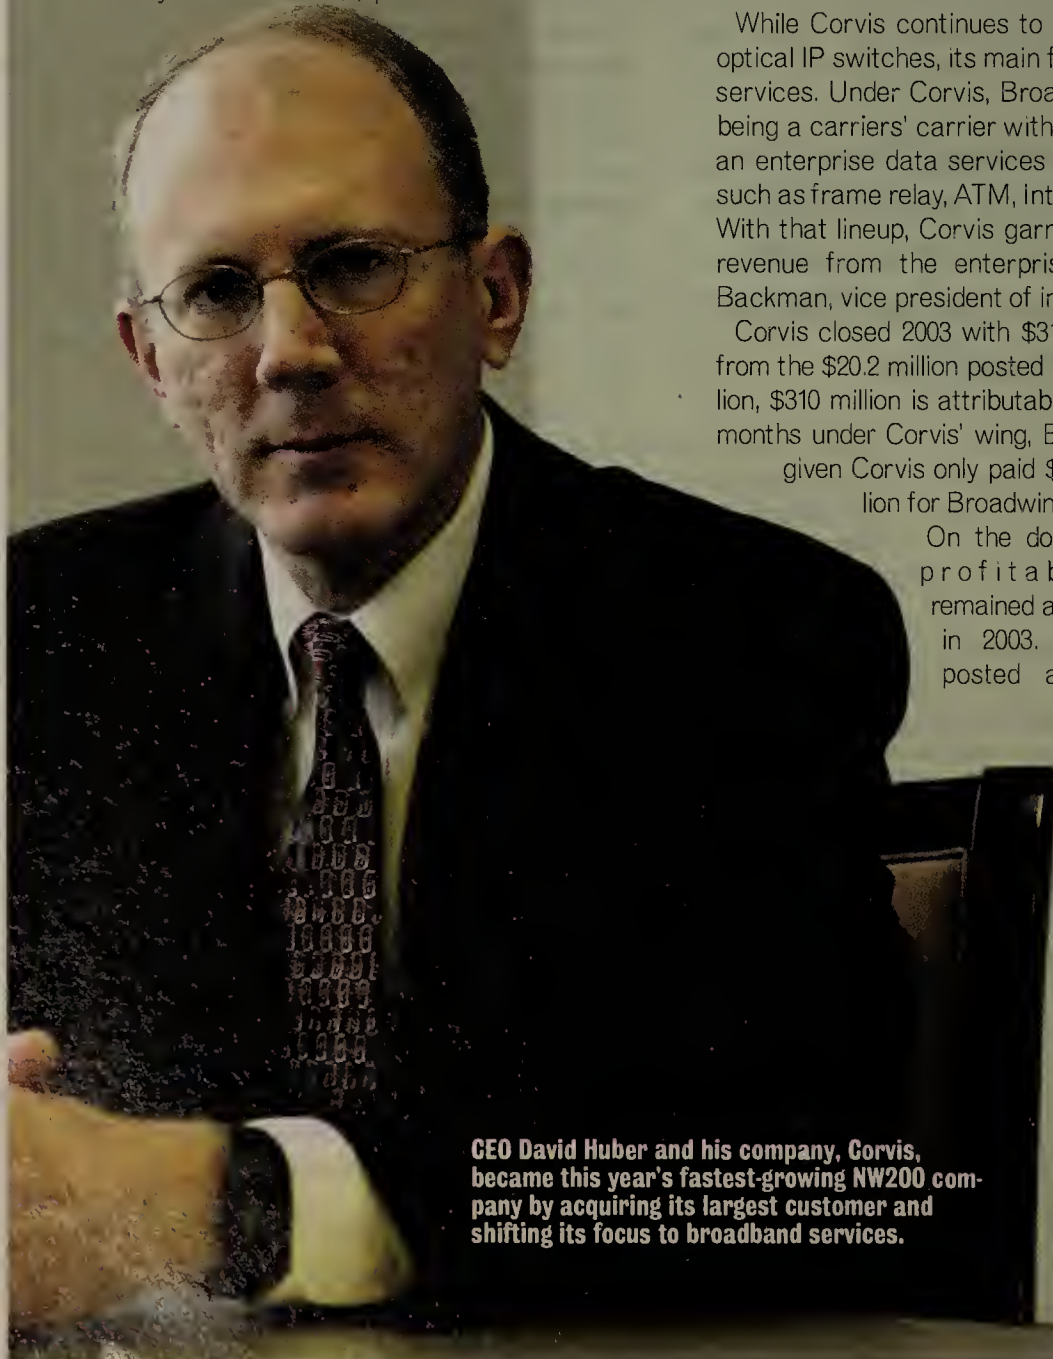 While Corvis continues to
optical IP switches, its main f
services. Under Corvis, Broa
being a carriers' carrier with
an enterprise data services
such as frame relay, ATM, Int
With that lineup, Corvis garr
revenue from the enterpris
Backman, vice president of in
Corvis closed 2003 with $31
from the $20.2 million posted
lion, $310 million is attributab
months under Corvis' wing, B
given Corvis only paid $
lion for Broadwin
On the do
profitab
remained a
in 2003.
posted a
CEO David Huber and his company, Corvis,
became this year's fastest-growing NW200 com-
pany by acquiring its largest customer and
shifting its focus to broadband services.